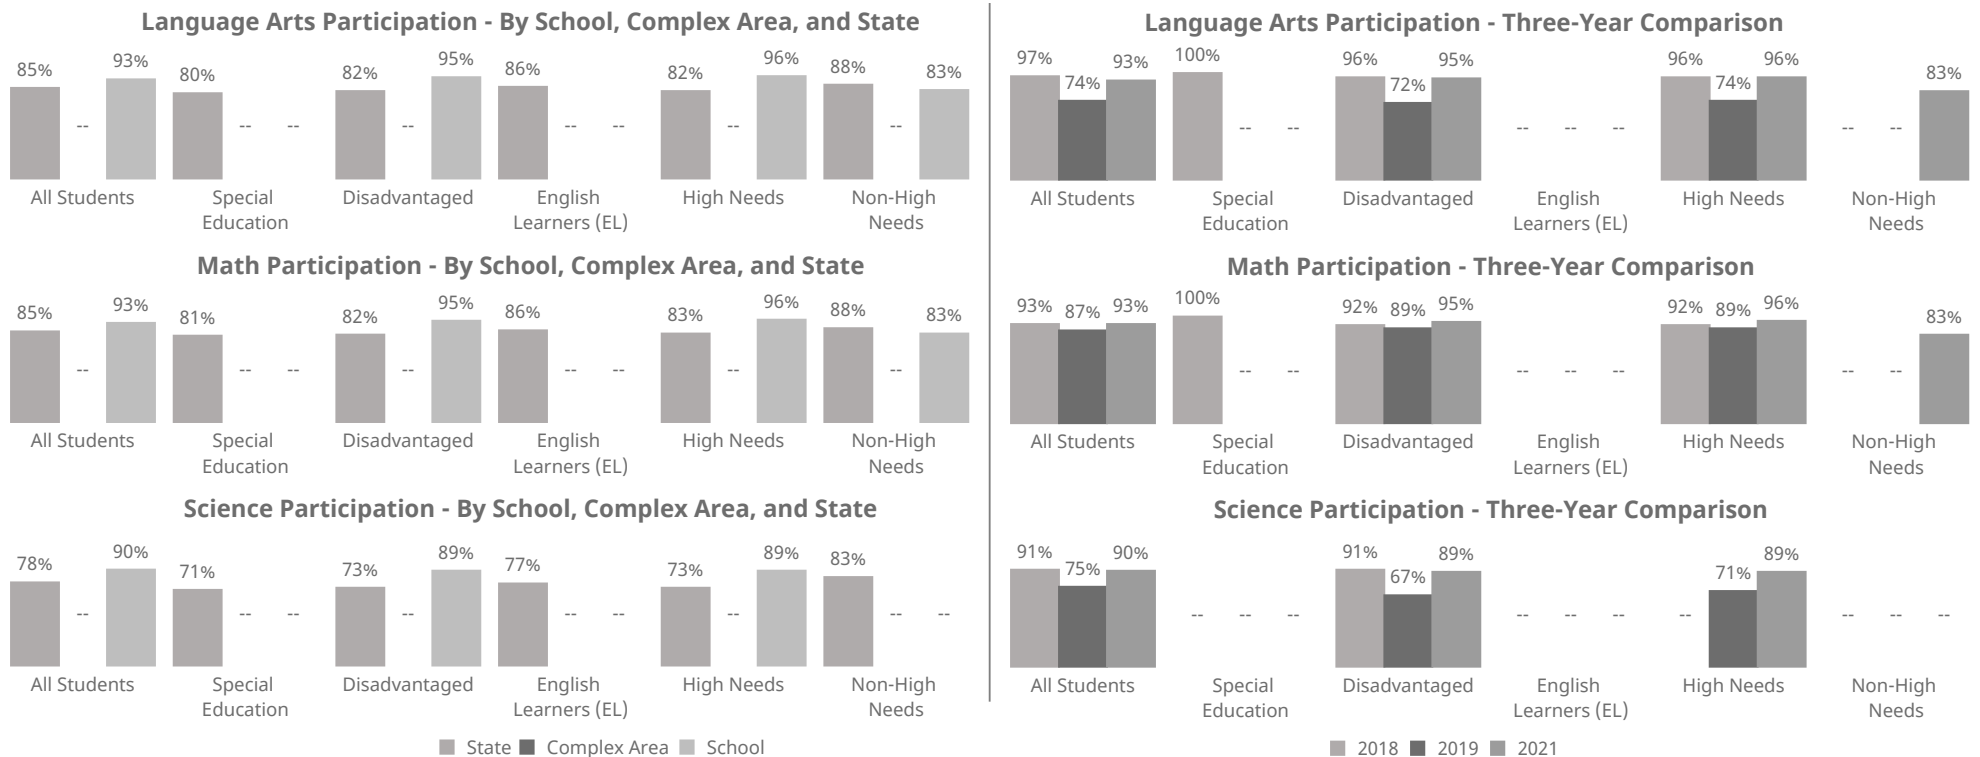 Language Arts Participation - By School, Complex Area, and State
85% -- 93% 80% -- -- 82% -- 95% 86% -- -- 82% -- 96% 88% -- 83%
All Students Special Disadvantaged English High Needs Non-High
Education Learners (EL) Needs
Math Participation - By School, Complex Area, and State
85% -- 93% 81% -- -- 82% -- 95% 86% -- -- 83% -- 96% 88% -- 83%
All Students Special Disadvantaged English High Needs Non-High
Education Learners (EL) Needs
Science Participation - By School, Complex Area, and State
78% -- 90% 71% -- -- 73% -- 89% 77% -- -- 73% -- 89% 83% -- --
All Students Special Disadvantaged English High Needs Non-High
Education Learners (EL) Needs
State Complex Area School
Language Arts Participation - Three-Year Comparison
97% 74% 93% 100% -- -- 96% 72% 95% -- -- -- 96% 74% 96% -- -- 83%
All Students Special Disadvantaged English High Needs Non-High
Education Learners (EL) Needs
Math Participation - Three-Year Comparison
93% 87% 93% 100% -- -- 92% 89% 95% -- -- -- 92% 89% 96% -- -- 83%
All Students Special Disadvantaged English High Needs Non-High
Education Learners (EL) Needs
Science Participation - Three-Year Comparison
91% 75% 90% -- -- -- 91% 67% 89% -- -- -- -- 71% 89% -- -- --
All Students Special Disadvantaged English High Needs Non-High
Education Learners (EL) Needs
2018 2019 2021